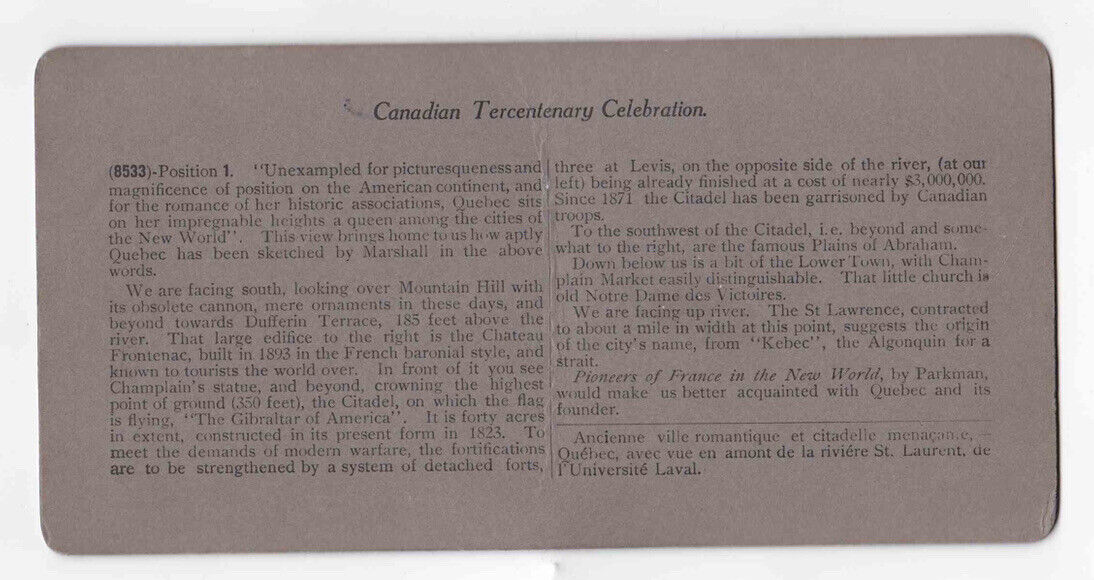 Canadian Tercentenary Celebration.
(8533)-Position 1. "Unexampled for picturesqueness and
magnificence of position on the American continent, and
for the romance of her historic associations, Quebec sits
on her impregnable heights a queen among the cities of
the New World". This view brings home to us how aptly
Quebec has been sketched by Marshall in the above
words.
We are facing south, looking over Mountain Hill with
its obsolete cannon, mere ornaments in these days, and
beyond towards Dufferin Terrace, 185 feet above the
river. That large edifice to the right is the Chateau
Frontenac, built in 1893 in the French baronial style, and
known to tourists the world over. In front of it you see
Champlain's statue, and beyond, crowning the highest
point of ground (350 feet), the Citadel, on which the flag
is flying, "The Gibraltar of America". It is forty acres
in extent, constructed in its present form in 1823. To
meet the demands of modern warfare, the fortifications
are to be strengthened by a system of detached forts,
three at Levis, on the opposite side of the river, (at our
left) being already finished at a cost of nearly $3,000,000.
Since 1871 the Citadel has been garrisoned by Canadian
troops.
To the southwest of the Citadel, i.e. beyond and some-
what to the right, are the famous Plains of Abraham.
Down below us is a bit of the Lower Town, with Cham-
plain Market easily distinguishable. That little church is
old Notre Dame des Victoires.
We are facing up river. The St Lawrence, contracted
to about a mile in width at this point, suggests the origin
of the city's name, from "Kebec", the Algonquin for a
strait.
Pioneers of France in the New World, by Parkman,
would make us better acquainted with Quebec and its
founder.
Ancienne ville romantique et citadelle menaçante, –
Québec, avec vue en amont de la riviére St. Laurent, de
l'Université Laval.